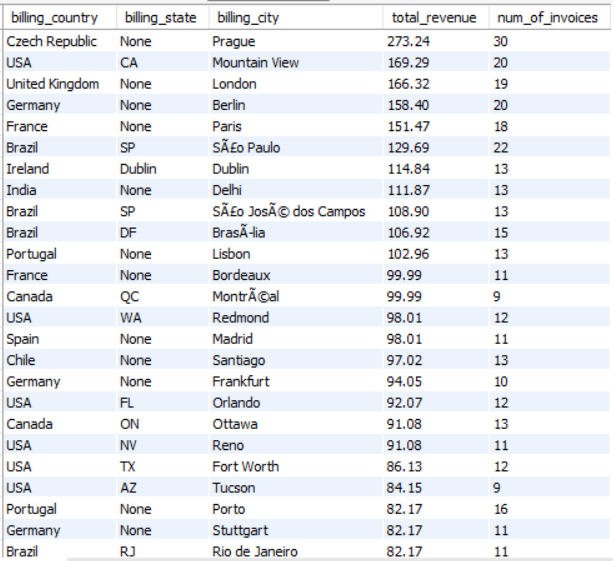 billing_country billing_state billing_city total_revenue num_of_invoices
Czech Republic None Prague 273.24 30
USA CA Mountain View 169.29 20
United Kingdom None London 166.32 19
Germany None Berlin 158.40 20
France None Paris 151.47 18
Brazil SP SÃ£o Paulo 129.69 22
Ireland Dublin Dublin 114.84 13
India None Delhi 111.87 13
Brazil SP SÃ£o JosÃ© dos Campos 108.90 13
Brazil DF BrasÃ-lia 106.92 15
Portugal None Lisbon 102.96 13
France None Bordeaux 99.99 11
Canada QC MontrÃ©al 99.99 9
USA WA Redmond 98.01 12
Spain None Madrid 98.01 11
Chile None Santiago 97.02 13
Germany None Frankfurt 94.05 10
USA FL Orlando 92.07 12
Canada ON Ottawa 91.08 13
USA NV Reno 91.08 11
USA TX Fort Worth 86.13 12
USA AZ Tucson 84.15 9
Portugal None Porto 82.17 16
Germany None Stuttgart 82.17 11
Brazil RJ Rio de Janeiro 82.17 11